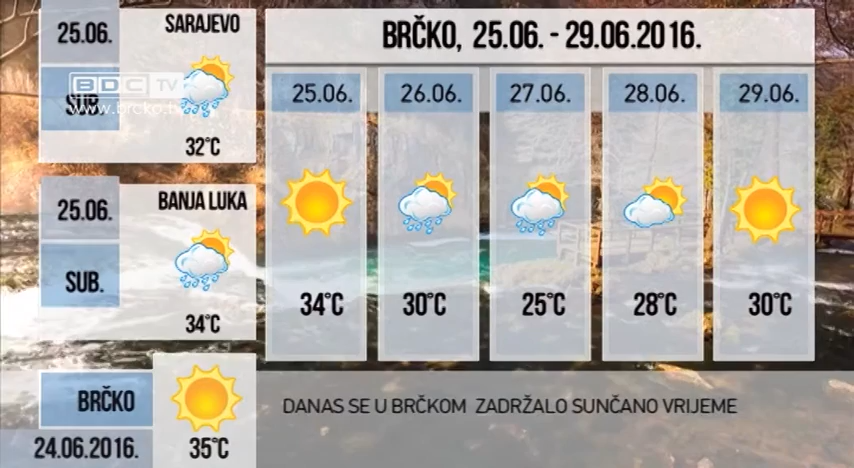 25.06.
SARAJEVO
BDC TV
www.brcko.tv
SUB.
32°C
25.06.
BANJA LUKA
SUB.
34°C
BRČKO
24.06.2016.
35°C
BRČKO, 25.06. - 29.06.2016.
25.06.
26.06.
27.06.
28.06.
29.06.
34°C
30°C
25°C
28°C
30°C
DANAS SE U BRČKOM ZADRŽALO SUNČANO VRIJEME